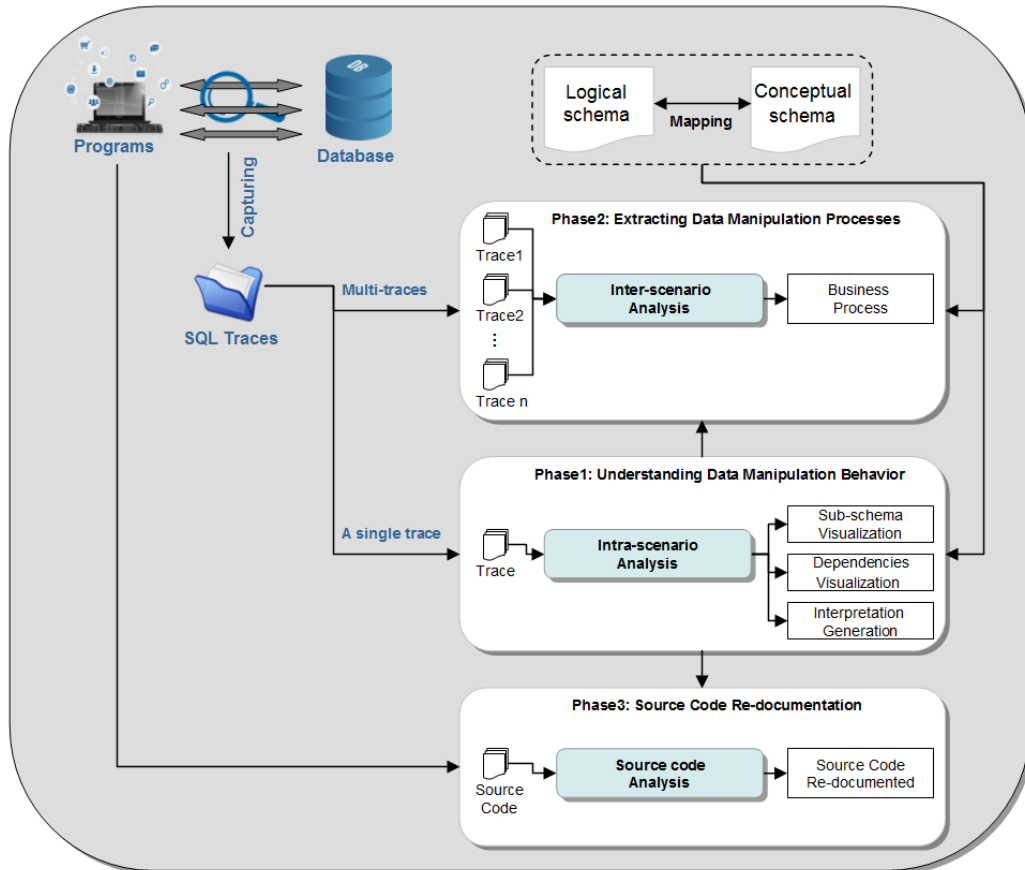 DB
Programs
Database
Capturing
SQL Traces
Logical
schema
Mapping
Conceptual
schema
Multi-traces
Phase2: Extracting Data Manipulation Processes
Trace1
Trace2
⋮
Trace n
Inter-scenario
Analysis
Business
Process
A single trace
Phase1: Understanding Data Manipulation Behavior
Trace
Intra-scenario
Analysis
Sub-schema
Visualization
Dependencies
Visualization
Interpretation
Generation
Phase3: Source Code Re-documentation
Source
Code
Source code
Analysis
Source Code
Re-documented